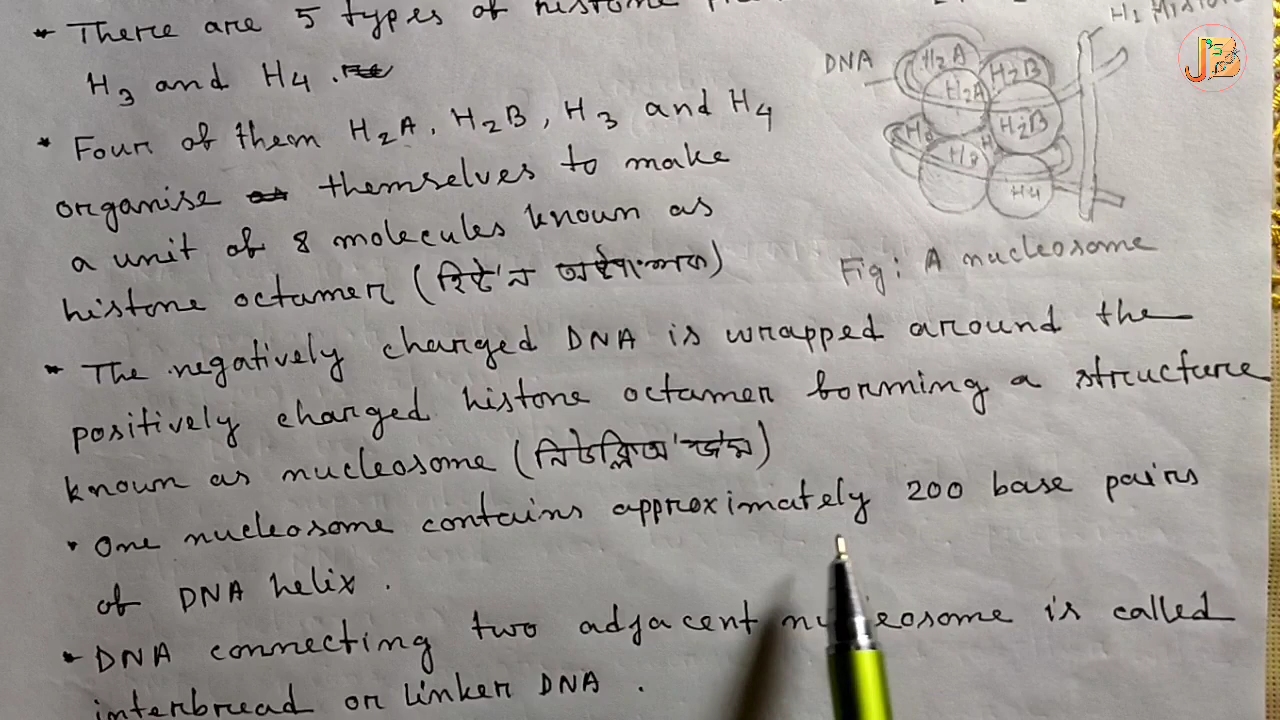 * There are 5 types of histone
H3 and H4.
* Four of them H2A, H2B, H3 and H4
organise themselves to make
a unit of 8 molecules known as
histone octamer (হিস্টোন অক্টামার)
* The negatively charged DNA is wrapped around the
positively charged histone octamer forming a structure
known as nucleosome (নিউক্লিওজোম)
* One nucleosome contains approximately 200 base pairs
of DNA helix.
* DNA connecting two adjacent nucleosome is called
interbread or linker DNA.
H1 Histone
DNA
H2A
H2B
H2A
H2B
H3
H4
Fig: A nucleosome